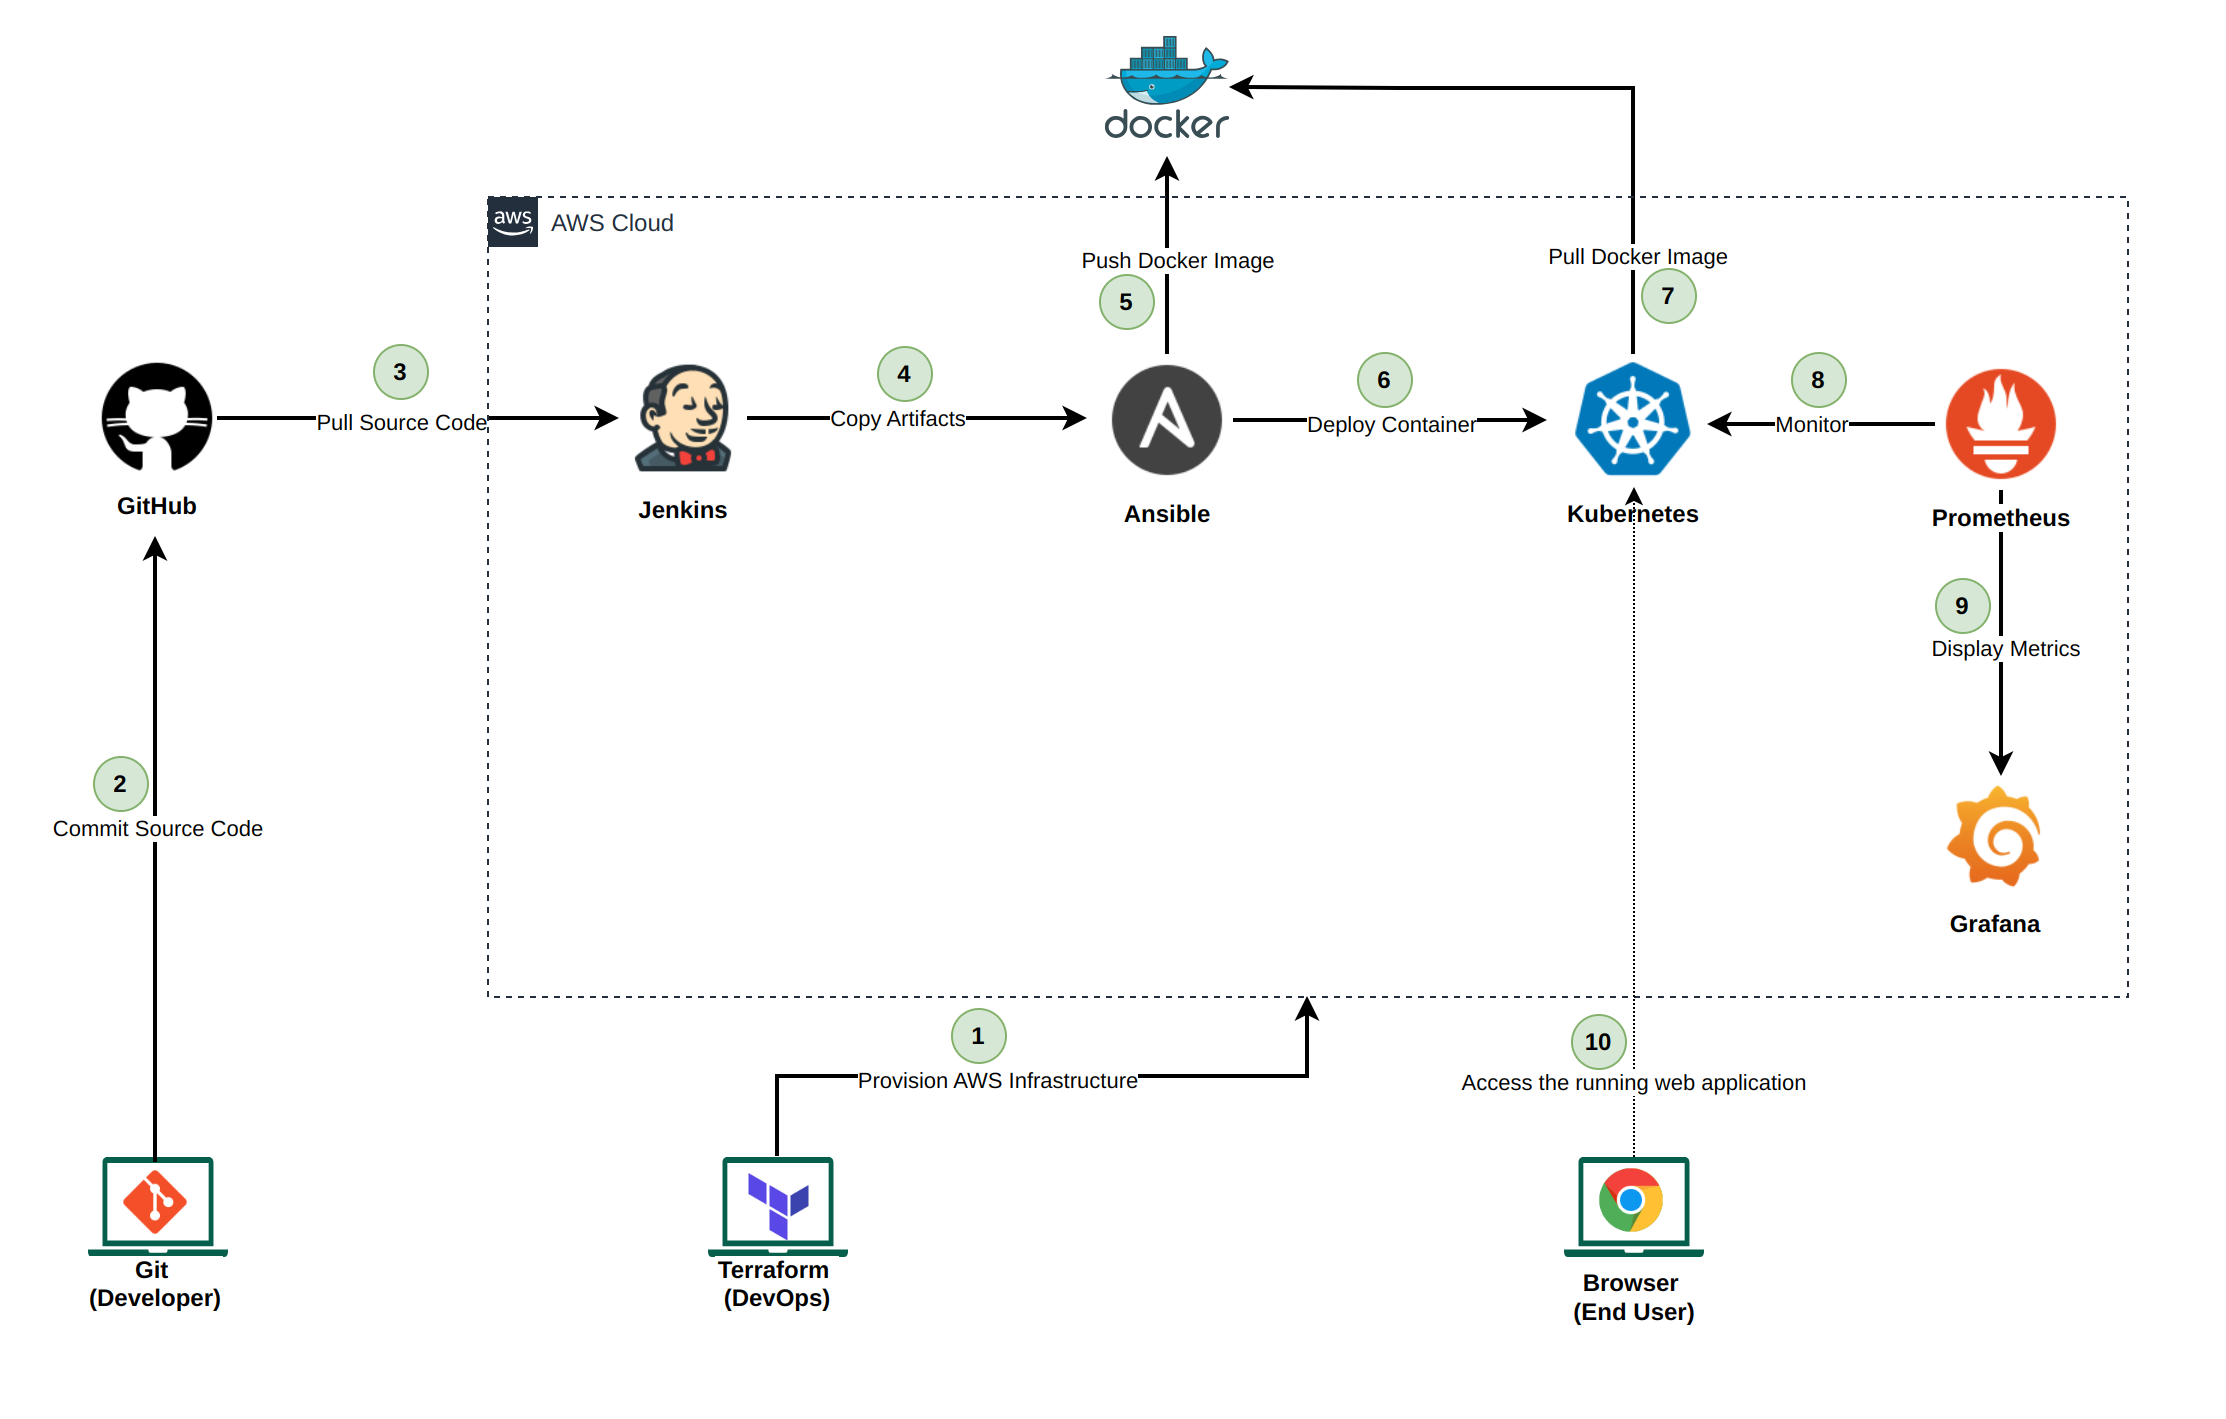 docker
aws
AWS Cloud
Push Docker Image
Pull Docker Image
5
7
3
4
6
8
Pull Source Code
Copy Artifacts
Deploy Container
Monitor
GitHub
Jenkins
Ansible
Kubernetes
Prometheus
9
Display Metrics
2
Commit Source Code
Grafana
1
10
Provision AWS Infrastructure
Access the running web application
Git
(Developer)
Terraform
(DevOps)
Browser
(End User)